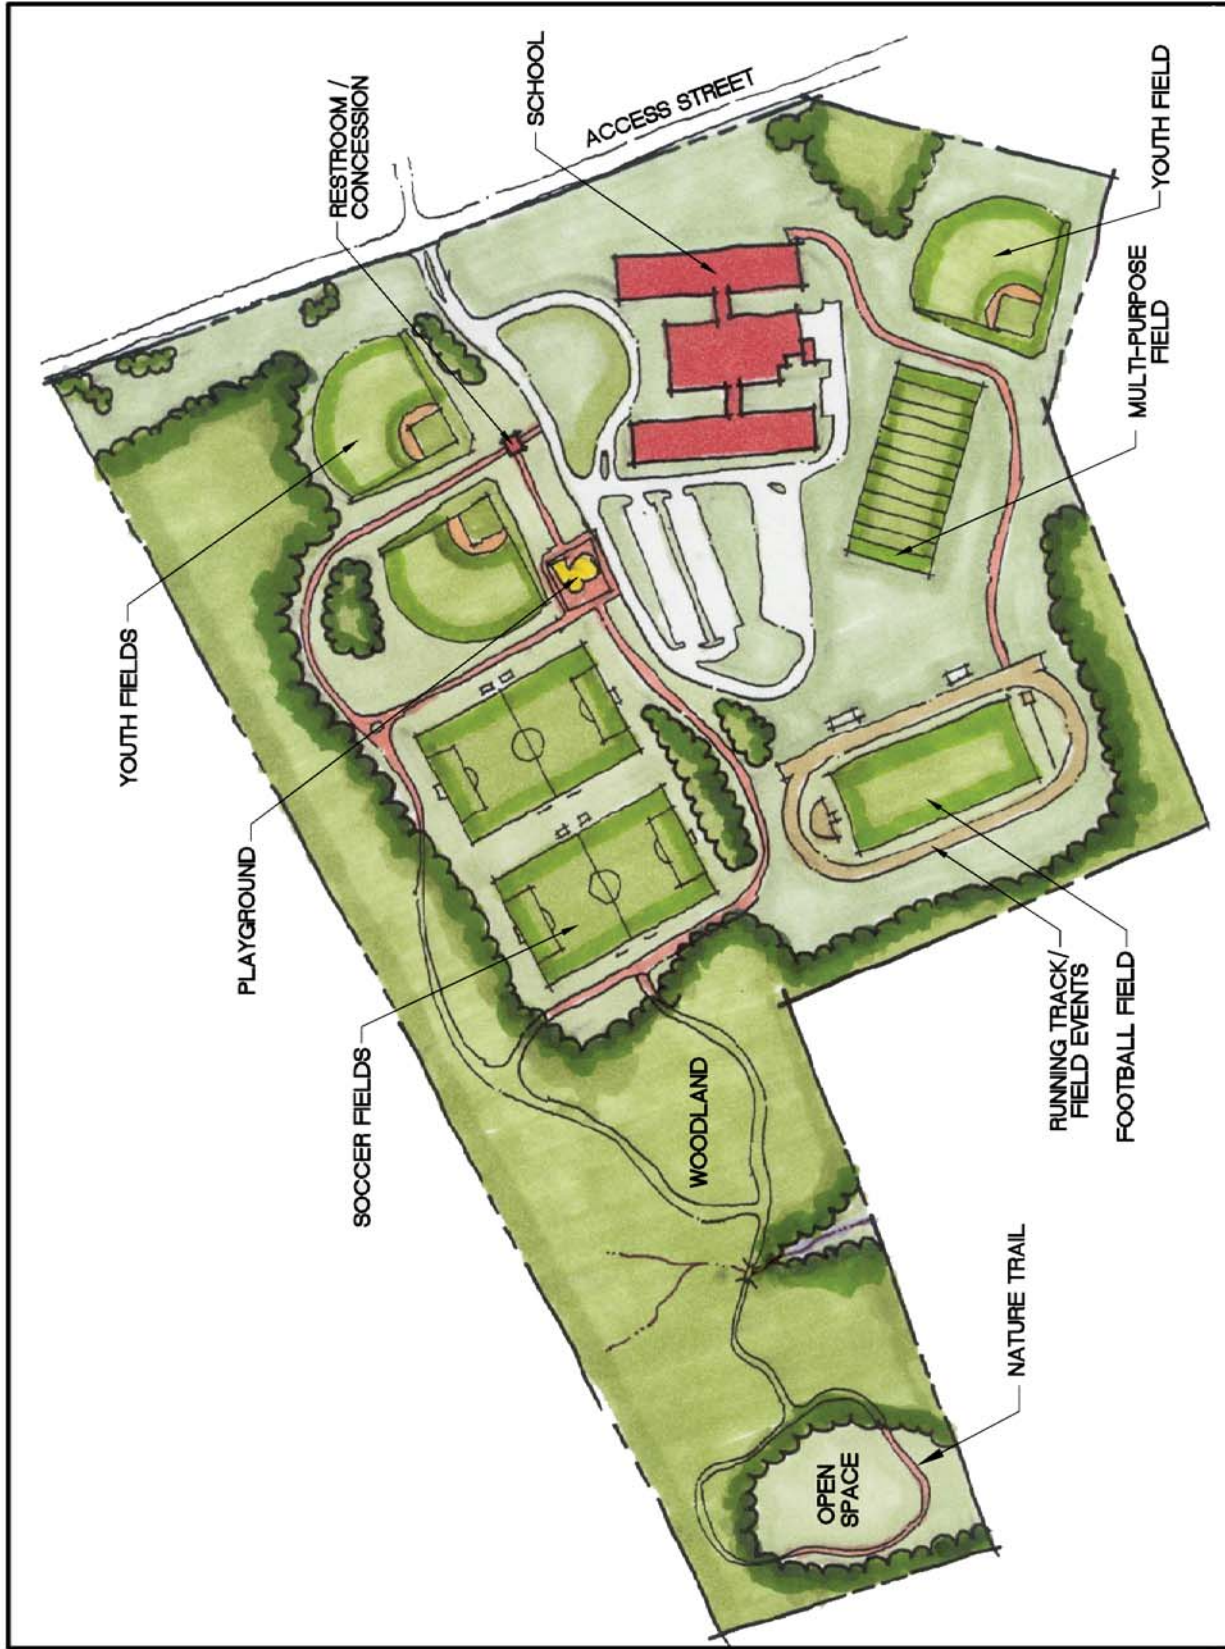 RESTROOM /
CONCESSION
SCHOOL
ACCESS STREET
YOUTH FIELD
MULTI-PURPOSE
FIELD
YOUTH FIELDS
PLAYGROUND
SOCCER FIELDS
WOODLAND
RUNNING TRACK/
FIELD EVENTS
FOOTBALL FIELD
NATURE TRAIL
OPEN
SPACE